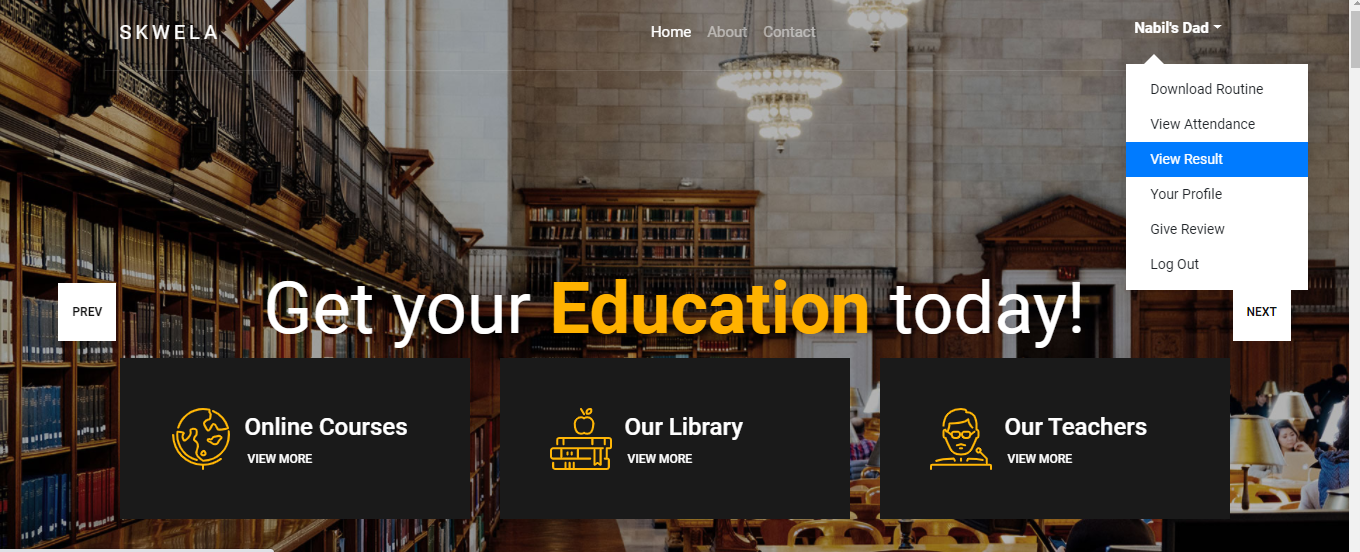 SKWELA
Home About Contact
Nabil's Dad
Download Routine
View Attendance
View Result
Your Profile
Give Review
Log Out
PREV
Get your Education today!
NEXT
Online Courses
VIEW MORE
Our Library
VIEW MORE
Our Teachers
VIEW MORE